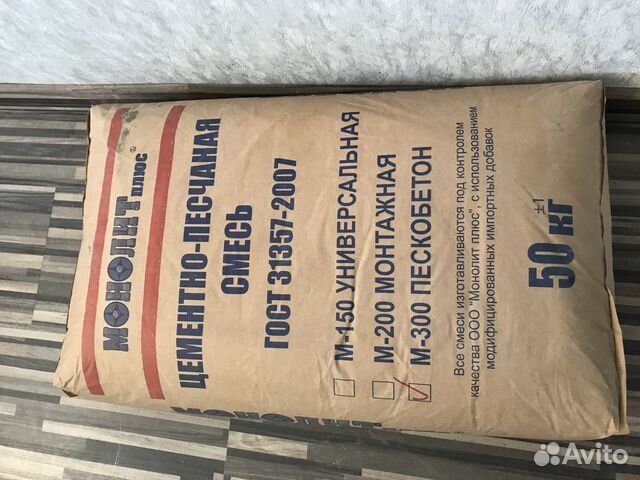 МОНОЛИТ ПЛЮС®
ЦЕМЕНТНО-ПЕСЧАНАЯ
СМЕСЬ
ГОСТ 31357-2007
М-150 УНИВЕРСАЛЬНАЯ
М-200 МОНТАЖНАЯ
М-300 ПЕСКОБЕТОН
Все смеси изготавливаются под контролем
качества ООО "Монолит плюс", с использованием
модифицированных импортных добавок
50 кг ±1
МОНОЛИТ
Avito